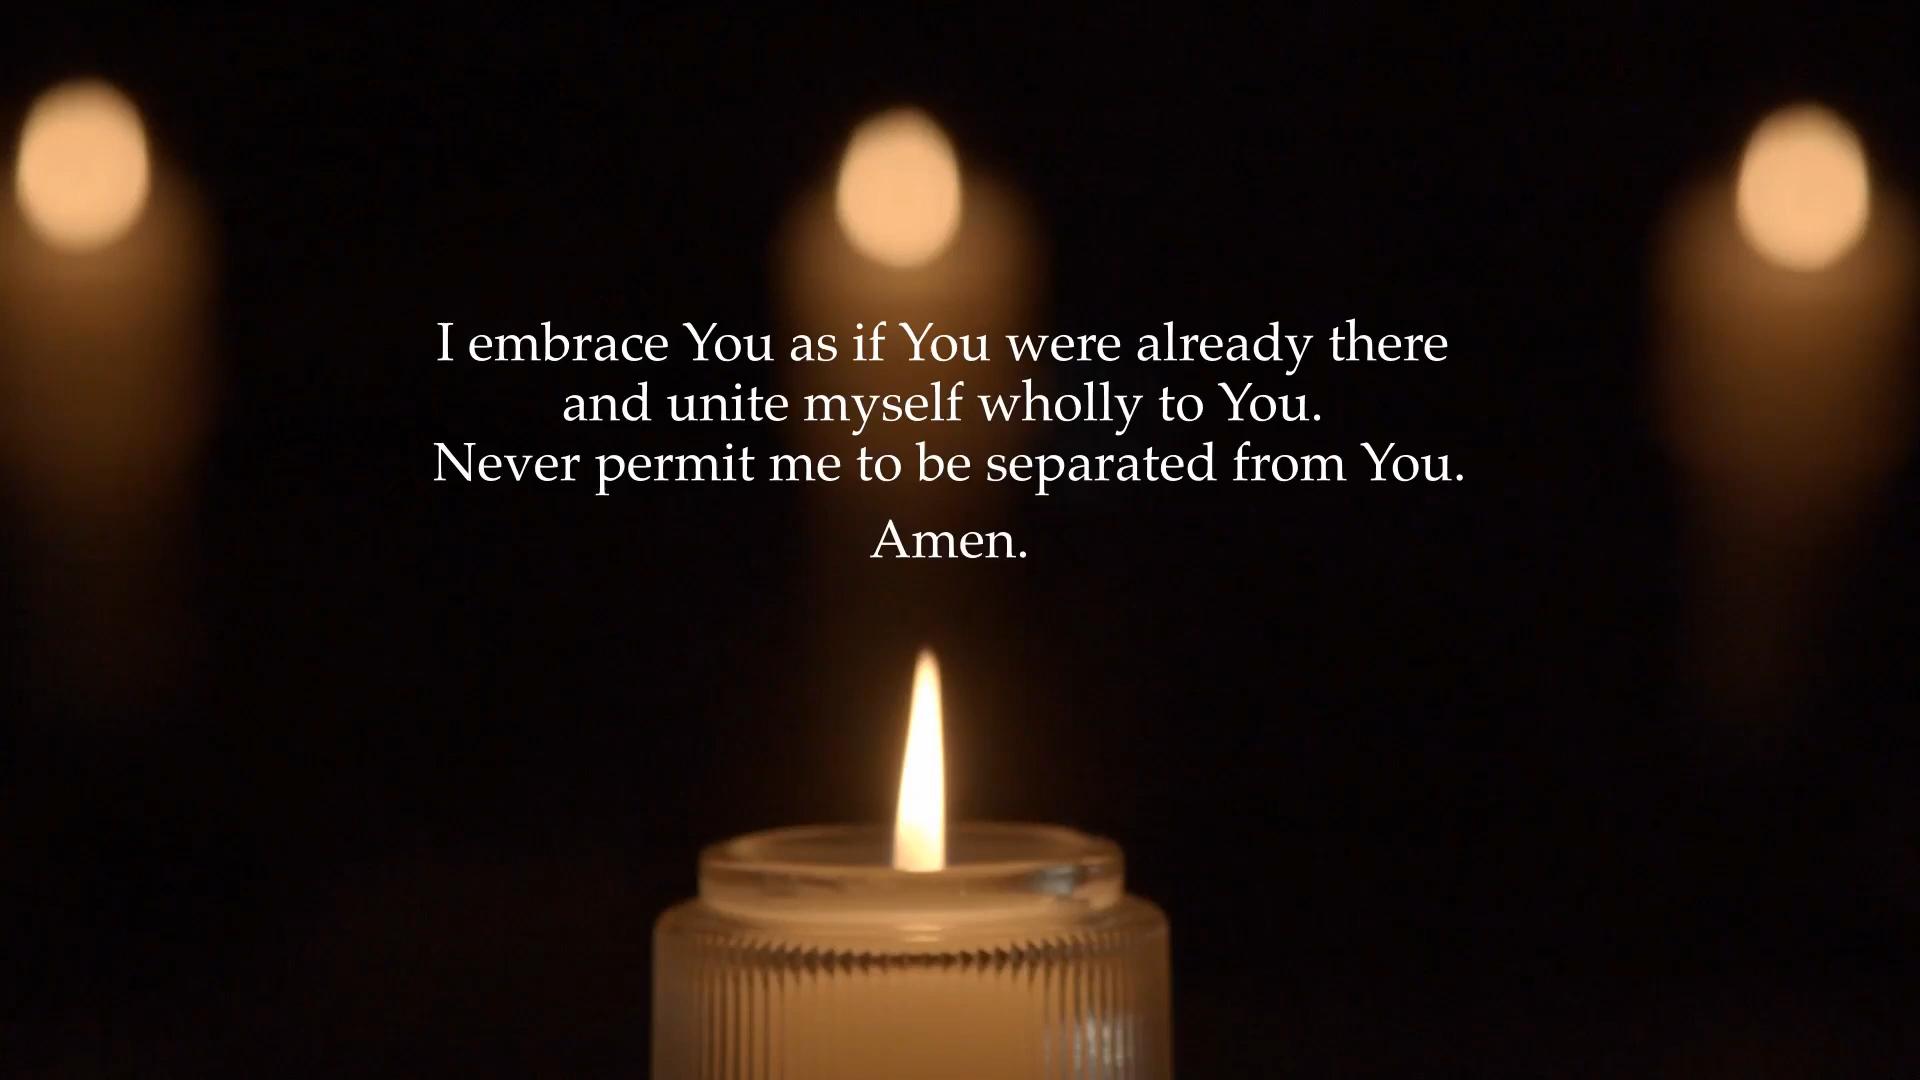 I embrace You as if You were already there
and unite myself wholly to You.
Never permit me to be separated from You.
Amen.